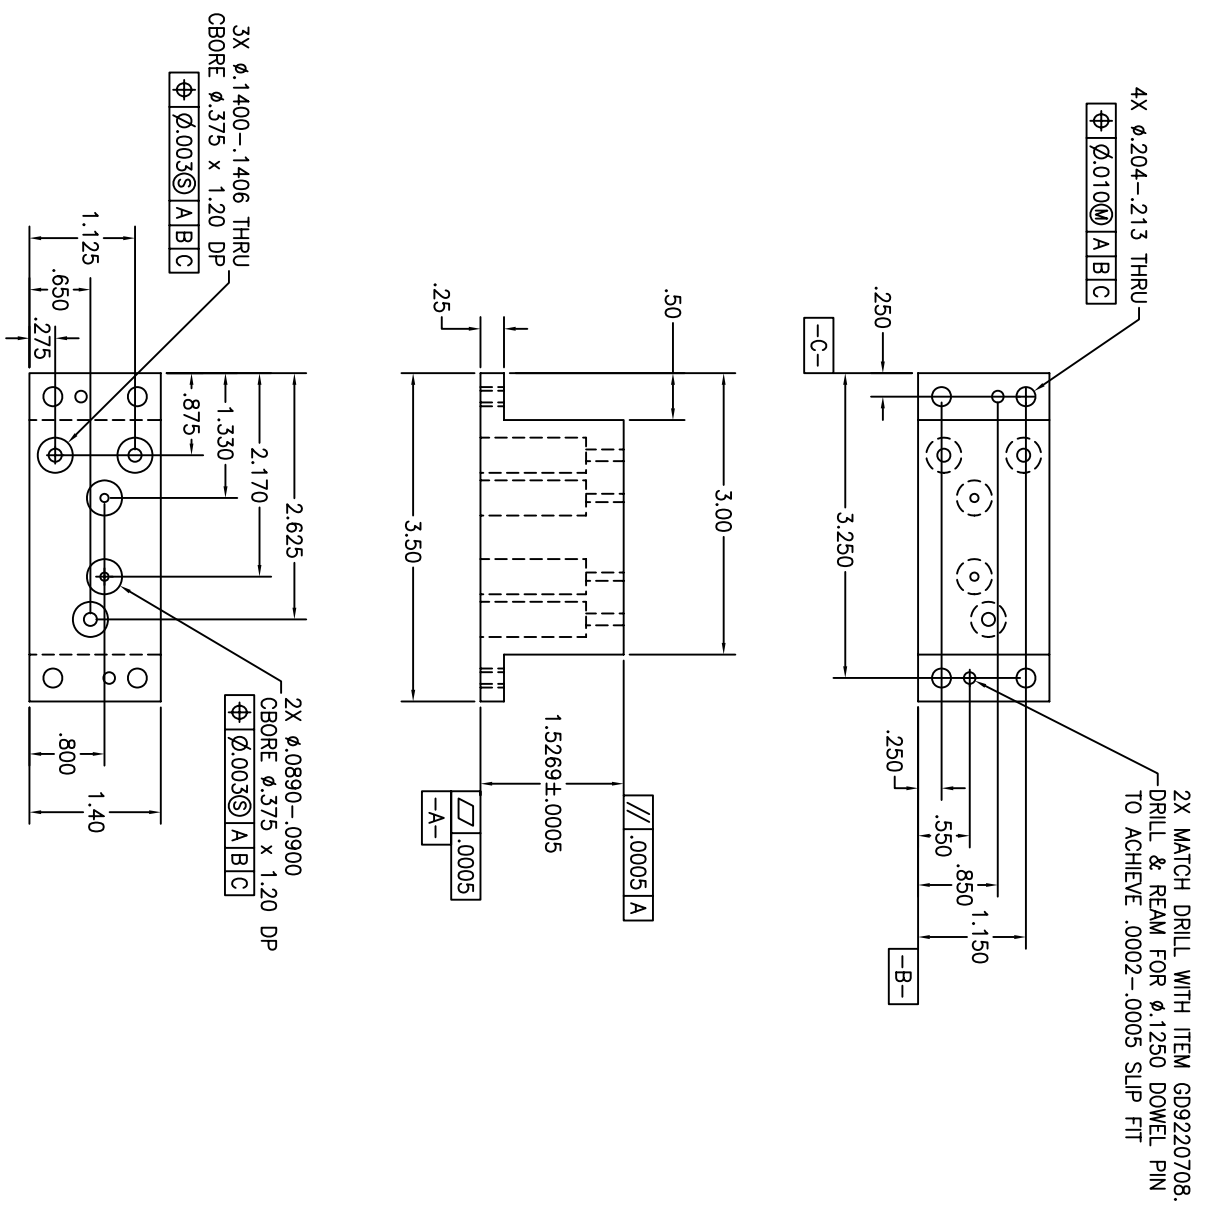 4X ø.204-.213 THRU
⌖ Ø.010Ⓜ A B C
2X MATCH DRILL WITH ITEM GD9220708.
DRILL & REAM FOR ø.1250 DOWEL PIN
TO ACHIEVE .0002-.0005 SLIP FIT
.250
-C-
3.250
.250
.550
.850
1.150
-B-
.50
3.00
.25
3.50
1.5269±.0005
// .0005 A
⏥ .0005
-A-
3X ø.1400-.1406 THRU
CBORE ø.375 x 1.20 DP
⌖ Ø.003Ⓢ A B C
1.125
.650
.275
.875
1.330
2.170
2.625
2X ø.0890-.0900
CBORE ø.375 x 1.20 DP
⌖ Ø.003Ⓢ A B C
.800
1.40